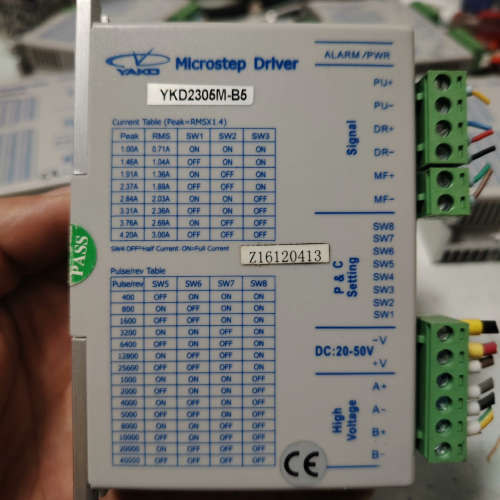 YAKO
Microstep Driver
YKD2305M-B5
Current Table (Peak=RMSX1.4)
Peak RMS SW1 SW2 SW3
1.00A 0.71A ON ON ON
1.46A 1.04A OFF ON ON
1.91A 1.36A ON OFF ON
2.37A 1.69A OFF OFF ON
2.84A 2.03A ON ON OFF
3.31A 2.36A OFF ON OFF
3.76A 2.69A ON OFF OFF
4.20A 3.00A OFF OFF OFF
SW4 OFF=Half Current ON=Full Current
Z16120413
PASS
Pulse/rev Table
Pulse/rev SW5 SW6 SW7 SW8
400 OFF ON ON ON
800 ON OFF ON ON
1600 OFF OFF ON ON
3200 ON ON OFF ON
6400 OFF ON OFF ON
12800 ON OFF OFF ON
25600 OFF OFF OFF ON
1000 ON ON ON OFF
2000 OFF ON ON OFF
4000 ON OFF ON OFF
5000 OFF OFF ON OFF
8000 ON ON OFF OFF
10000 OFF ON OFF OFF
20000 ON OFF OFF OFF
40000 OFF OFF OFF OFF
CE
ALARM/PWR
Signal
PU+
PU-
DR+
DR-
MF+
MF-
P & C
Setting
SW8
SW7
SW6
SW5
SW4
SW3
SW2
SW1
DC:20-50V
-V
+V
High
Voltage
A+
A-
B+
B-